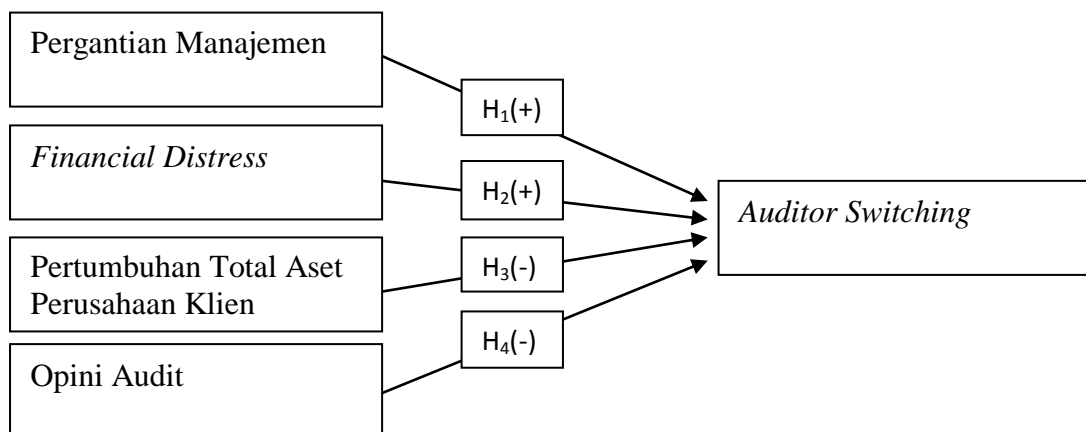 Pergantian Manajemen
H₁(+)
Financial Distress
H₂(+)
Auditor Switching
Pertumbuhan Total Aset
Perusahaan Klien
H₃(-)
H₄(-)
Opini Audit